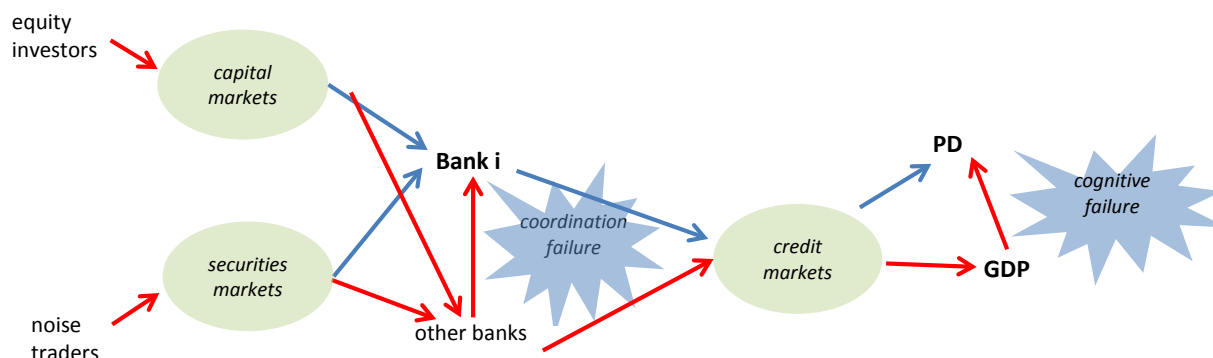 equity
investors
capital
markets
Bank i
coordination
failure
PD
cognitive
failure
securities
markets
credit
markets
GDP
other banks
noise
traders